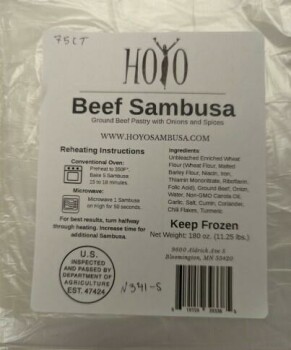 75CT
HOYO
Beef Sambusa
Ground Beef Pastry with Onions and Spices
WWW.HOYOSAMBUSA.COM
Reheating Instructions
Conventional Oven:
Preheat to 350F°.
Bake 5 Sambusa
15 to 18 minutes.
Microwave:
Microwave 1 Sambusa
on High for 50 seconds.
For best results, turn halfway
through heating. Increase time for
additional Sambusa.
Ingredients:
Unbleached Enriched Wheat
Flour (Wheat Flour, Malted
Barley Flour, Niacin, Iron,
Thiamin Mononitrate, Riboflavin,
Folic Acid), Ground Beef, Onion,
Water, Non-GMO Canola Oil,
Garlic, Salt, Cumin, Coriander,
Chili Flakes, Turmeric
Keep Frozen
Net Weight: 180 oz. (11.25 lbs.)
9600 Aldrich Ave S
Bloomington, MN 55420
U.S.
INSPECTED
AND PASSED BY
DEPARTMENT OF
AGRICULTURE
EST. 47424
N341-S